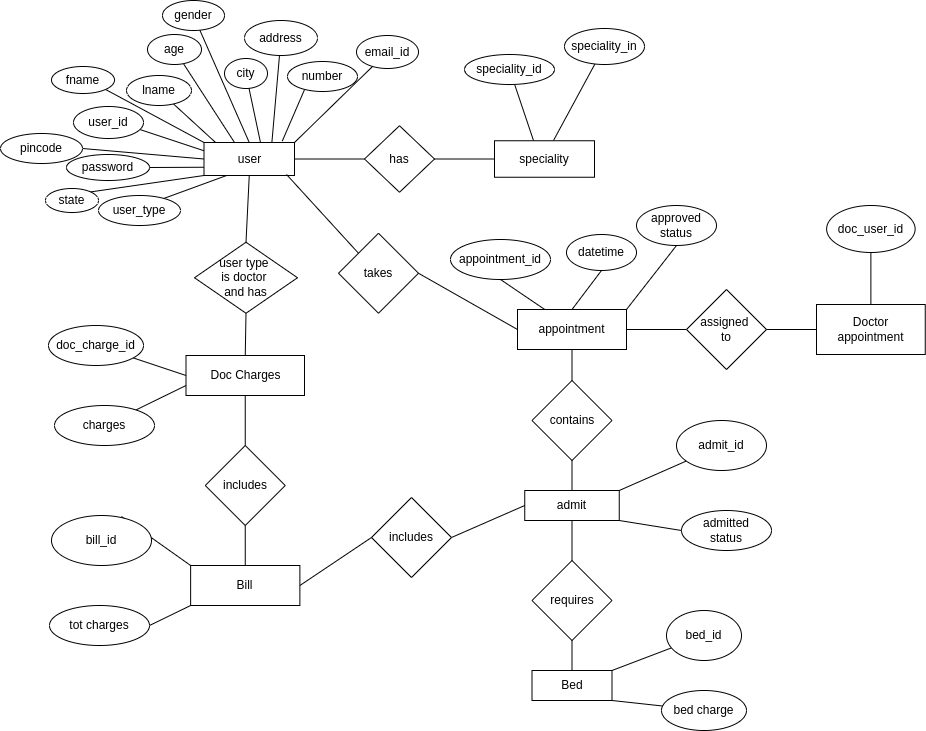 gender
address
speciality_in
age
email_id
city
speciality_id
fname
number
lname
user_id
pincode
user
has
speciality
password
state
user_type
approved
status
doc_user_id
datetime
appointment_id
user type
is doctor
and has
takes
appointment
assigned
to
Doctor
appointment
doc_charge_id
Doc Charges
charges
contains
admit_id
includes
admit
admitted
status
includes
bill_id
Bill
requires
tot charges
bed_id
Bed
bed charge